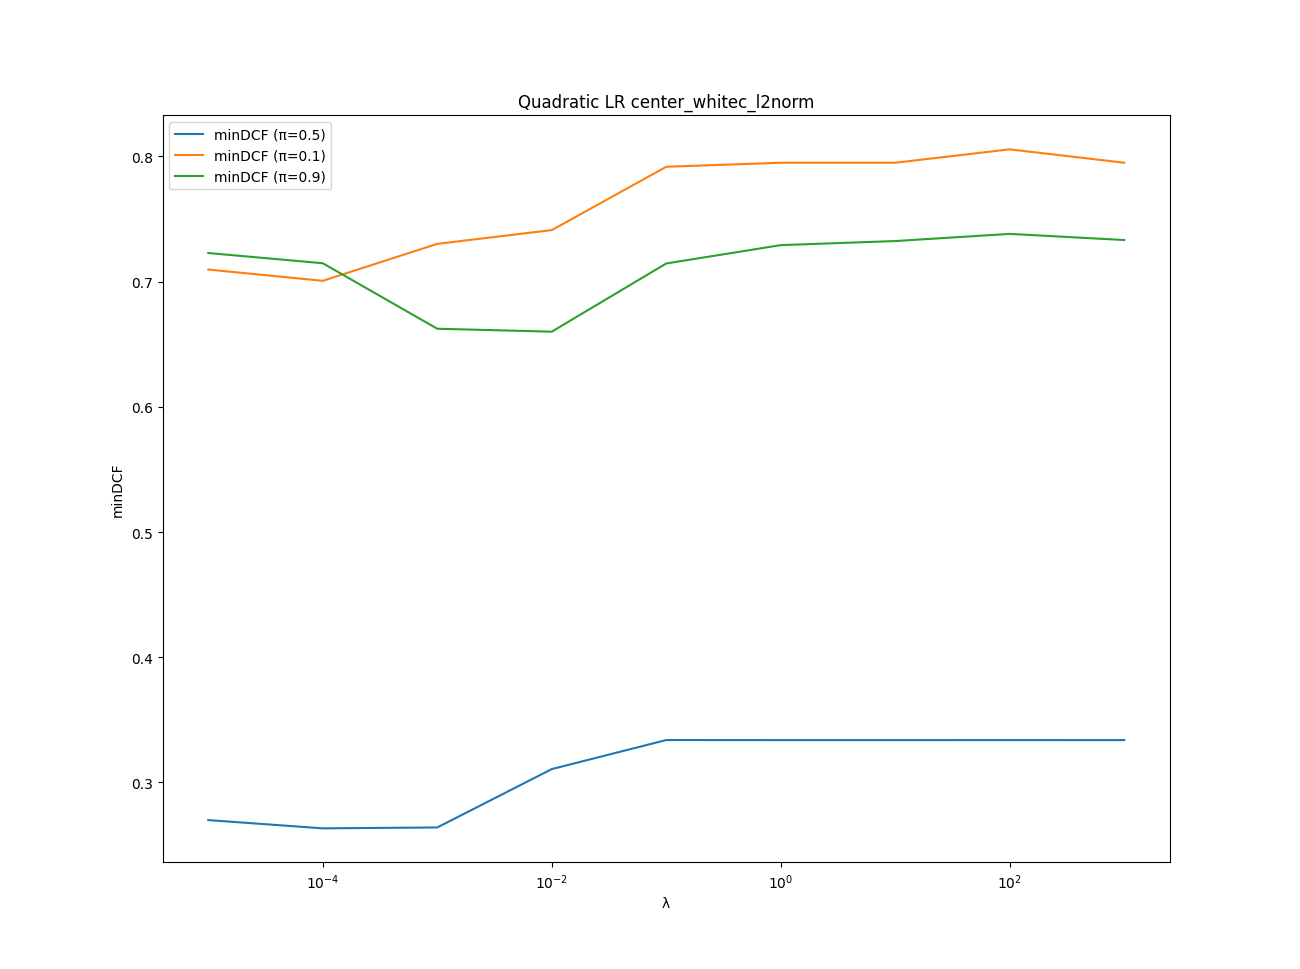 Quadratic LR center_whitec_l2norm
minDCF (π=0.5)
minDCF (π=0.1)
minDCF (π=0.9)
0.8
0.7
0.6
0.5
0.4
0.3
minDCF
10⁻⁴
10⁻²
10⁰
10²
λ